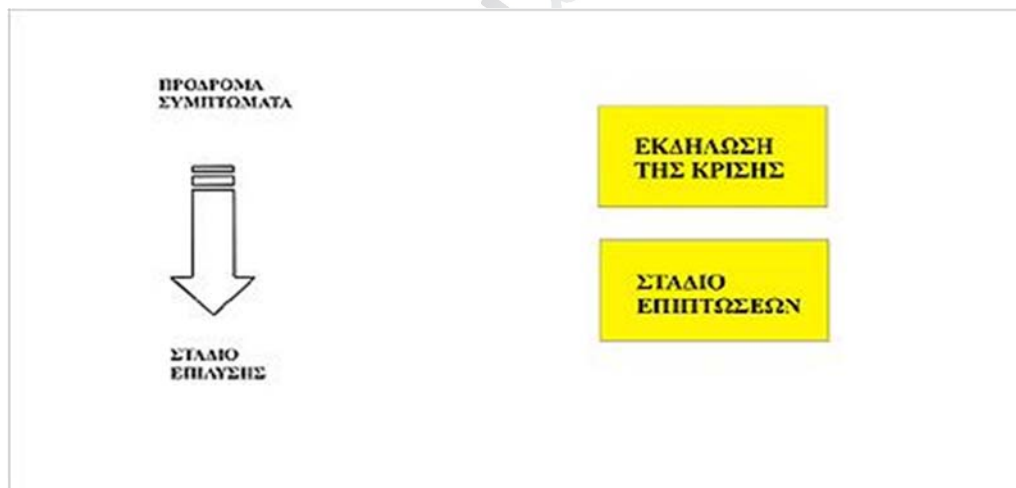 ΠΡΟΔΡΟΜΑ
ΣΥΜΠΤΩΜΑΤΑ
ΣΤΑΔΙΟ
ΕΠΙΛΥΣΗΣ
ΕΚΔΗΛΩΣΗ
ΤΗΣ ΚΡΙΣΗΣ
ΣΤΑΔΙΟ
ΕΠΙΠΤΩΣΕΩΝ